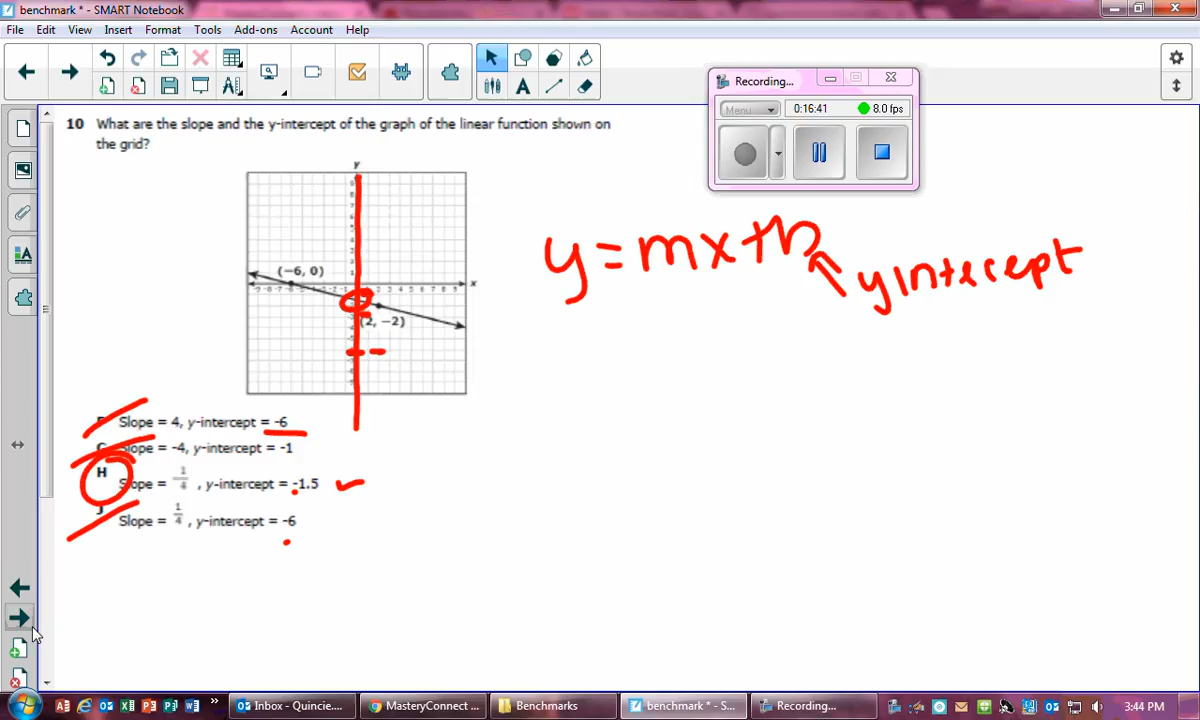 benchmark * - SMART Notebook
File Edit View Insert Format Tools Add-ons Account Help
Recording...
Menu 0:16:41 8.0 fps
10 What are the slope and the y-intercept of the graph of the linear function shown on
the grid?
y
(−6, 0)
x
(2, −2)
y=mx+b
y intercept
Slope = 4, y-intercept = -6
G Slope = -4, y-intercept = -1
H
Slope = 1/4 , y-intercept = -1.5
J
Slope = 1/4 , y-intercept = -6
Inbox - Quincie.... MasteryConnect ... Benchmarks benchmark * - S... Recording... 3:44 PM